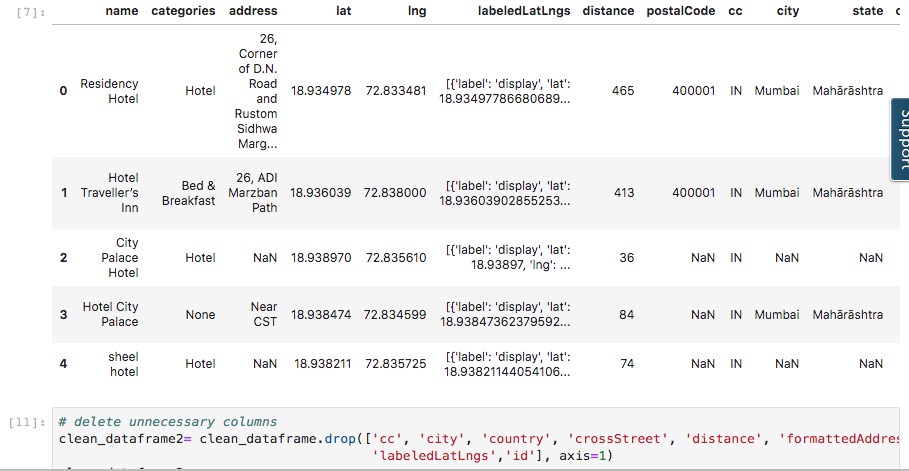 [7]:
name categories address lat lng labeledLatLngs distance postalCode cc city state c
26,
Corner
of D.N.
Residency Road [{'label': 'display', 'lat':
0 Hotel Hotel and 18.934978 72.833481 18.93497786680689... 465 400001 IN Mumbai Mahārāshtra
Rustom
Sidhwa
Marg...
Hotel 26, ADI
1 Traveller's Bed & Marzban 18.936039 72.838000 [{'label': 'display', 'lat': 413 400001 IN Mumbai Mahārāshtra
Inn Breakfast Path 18.93603902855253...
City
2 Palace Hotel NaN 18.938970 72.835610 [{'label': 'display', 'lat': 36 NaN IN NaN NaN
Hotel 18.93897, 'lng': ...
3 Hotel City None Near 18.938474 72.834599 [{'label': 'display', 'lat': 84 NaN IN Mumbai Mahārāshtra
Palace CST 18.93847362379592...
4 sheel Hotel NaN 18.938211 72.835725 [{'label': 'display', 'lat': 74 NaN IN NaN NaN
hotel 18.93821144054106...
Support
[11]: # delete unnecessary columns
clean_dataframe2= clean_dataframe.drop(['cc', 'city', 'country', 'crossStreet', 'distance', 'formattedAddres
'labeledLatLngs','id'], axis=1)